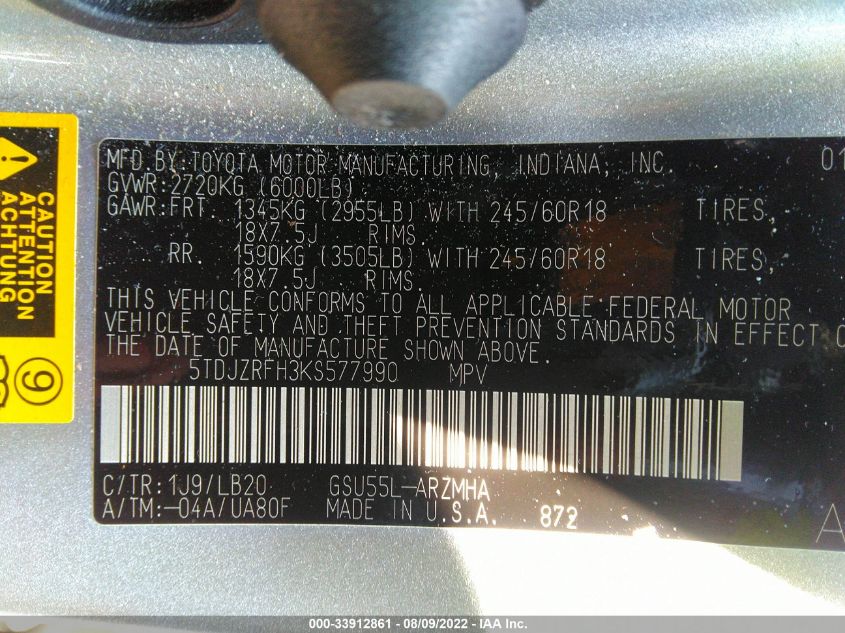 MFD.BY:TOYOTA MOTOR MANUFACTURING, INDIANA, INC. 01
GVWR:2720KG (6000LB)
GAWR:FRT. 1345KG (2955LB) WITH 245/60R18 TIRES,
18X7.5J RIMS.
RR. 1590KG (3505LB) WITH 245/60R18 TIRES,
18X7.5J RIMS.
THIS VEHICLE CONFORMS TO ALL APPLICABLE FEDERAL MOTOR
VEHICLE SAFETY AND THEFT PREVENTION STANDARDS IN EFFECT O
THE DATE OF MANUFACTURE SHOWN ABOVE.
5TDJZRFH3KS577990 MPV
C/TR:1J9/LB20 GSU55L-ARZMHA
A/TM:-04A/UA80F MADE IN U.S.A. 872
A
CAUTION
ATTENTION
ACHTUNG
9
000-33912861 - 08/09/2022 - IAA Inc.